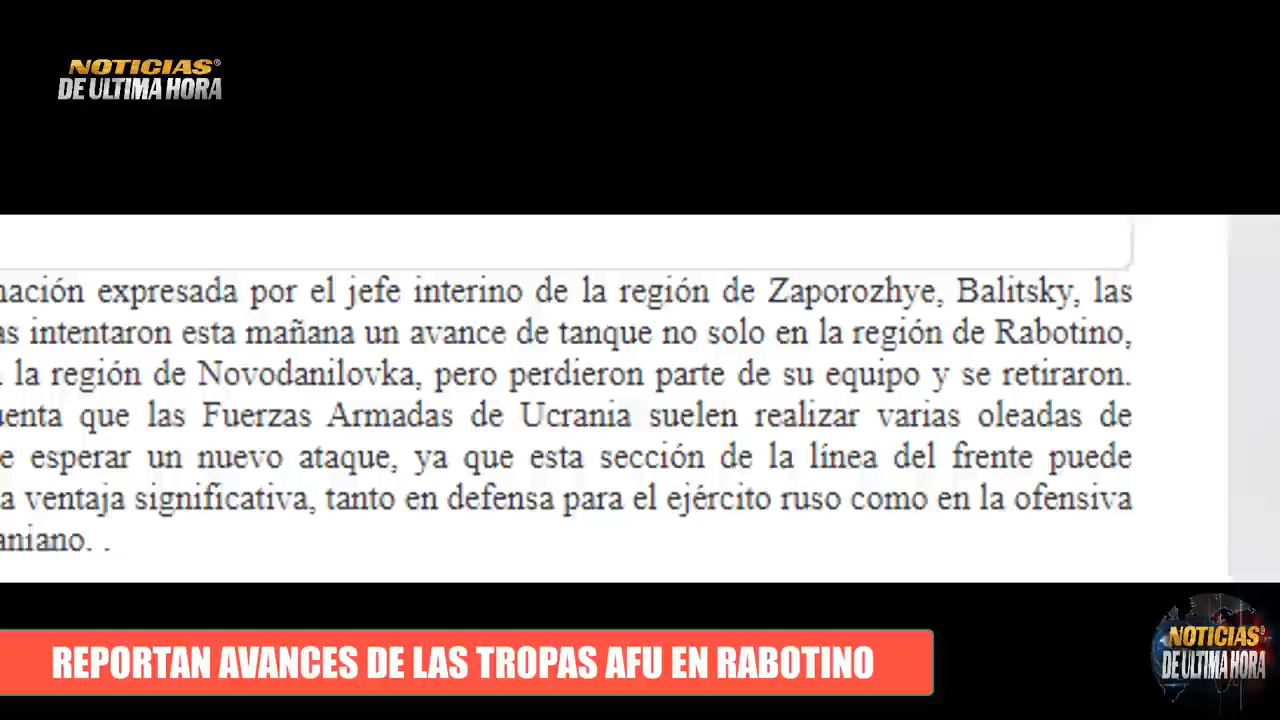 NOTICIAS®
DE ULTIMA HORA
expresada por el jefe interino de la región de Zaporozhye, Balitsky, las
intentaron esta mañana un avance de tanque no solo en la región de Rabotino,
la región de Novodanilovka, pero perdieron parte de su equipo y se retiraron.
que las Fuerzas Armadas de Ucrania suelen realizar varias oleadas de
esperar un nuevo ataque, ya que esta sección de la línea del frente puede
ventaja significativa, tanto en defensa para el ejército ruso como en la ofensiva
REPORTAN AVANCES DE LAS TROPAS AFU EN RABOTINO
NOTICIAS®
DE ULTIMA HORA